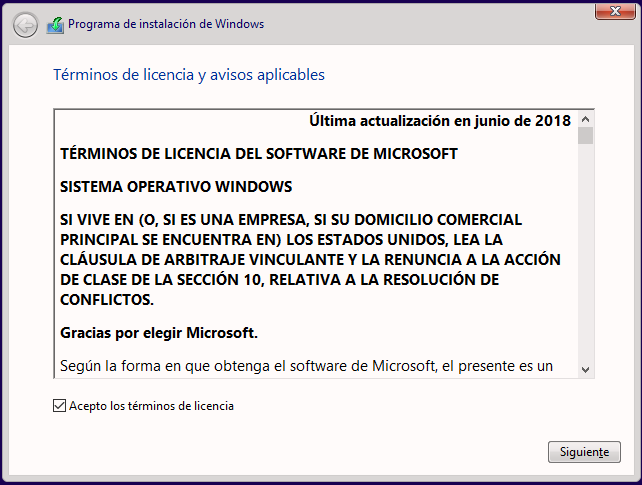 Programa de instalación de Windows
Términos de licencia y avisos aplicables
Última actualización en junio de 2018
TÉRMINOS DE LICENCIA DEL SOFTWARE DE MICROSOFT
SISTEMA OPERATIVO WINDOWS
SI VIVE EN (O, SI ES UNA EMPRESA, SI SU DOMICILIO COMERCIAL
PRINCIPAL SE ENCUENTRA EN) LOS ESTADOS UNIDOS, LEA LA
CLÁUSULA DE ARBITRAJE VINCULANTE Y LA RENUNCIA A LA ACCIÓN
DE CLASE DE LA SECCIÓN 10, RELATIVA A LA RESOLUCIÓN DE
CONFLICTOS.
Gracias por elegir Microsoft.
Según la forma en que obtenga el software de Microsoft, el presente es un
Acepto los términos de licencia
Siguiente